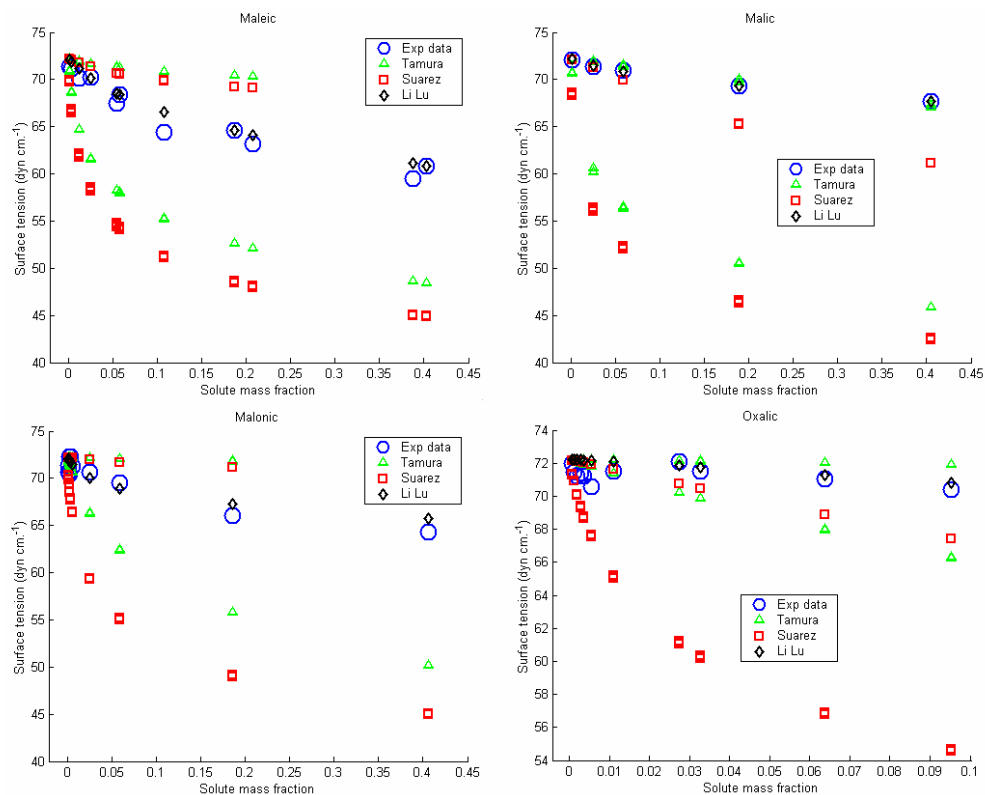 Maleic
75
70
65
60
55
50
45
40
Surface tension (dyn cm.-1)
Exp data
Tamura
Suarez
Li Lu
0 0.05 0.1 0.15 0.2 0.25 0.3 0.35 0.4 0.45
Solute mass fraction
Malic
75
70
65
60
55
50
45
40
Surface tension (dyn cm.-1)
Exp data
Tamura
Suarez
Li Lu
0 0.05 0.1 0.15 0.2 0.25 0.3 0.35 0.4 0.45
Solute mass fraction
Malonic
75
70
65
60
55
50
45
40
Surface tension (dyn cm.-1)
Exp data
Tamura
Suarez
Li Lu
0 0.05 0.1 0.15 0.2 0.25 0.3 0.35 0.4 0.45
Solute mass fraction
Oxalic
74
72
70
68
66
64
62
60
58
56
54
Surface tension (dyn cm.-1)
Exp data
Tamura
Suarez
Li Lu
0 0.01 0.02 0.03 0.04 0.05 0.06 0.07 0.08 0.09 0.1
Solute mass fraction